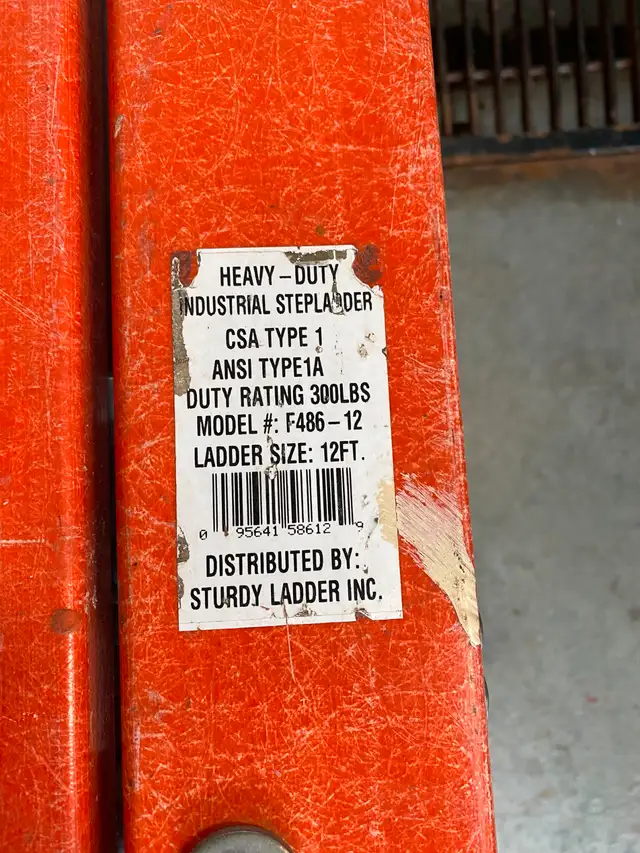 HEAVY – DUTY
INDUSTRIAL STEPLADDER
CSA TYPE 1
ANSI TYPE1A
DUTY RATING 300LBS
MODEL #: F486 – 12
LADDER SIZE: 12FT.
0 95641 58612 9
DISTRIBUTED BY:
STURDY LADDER INC.